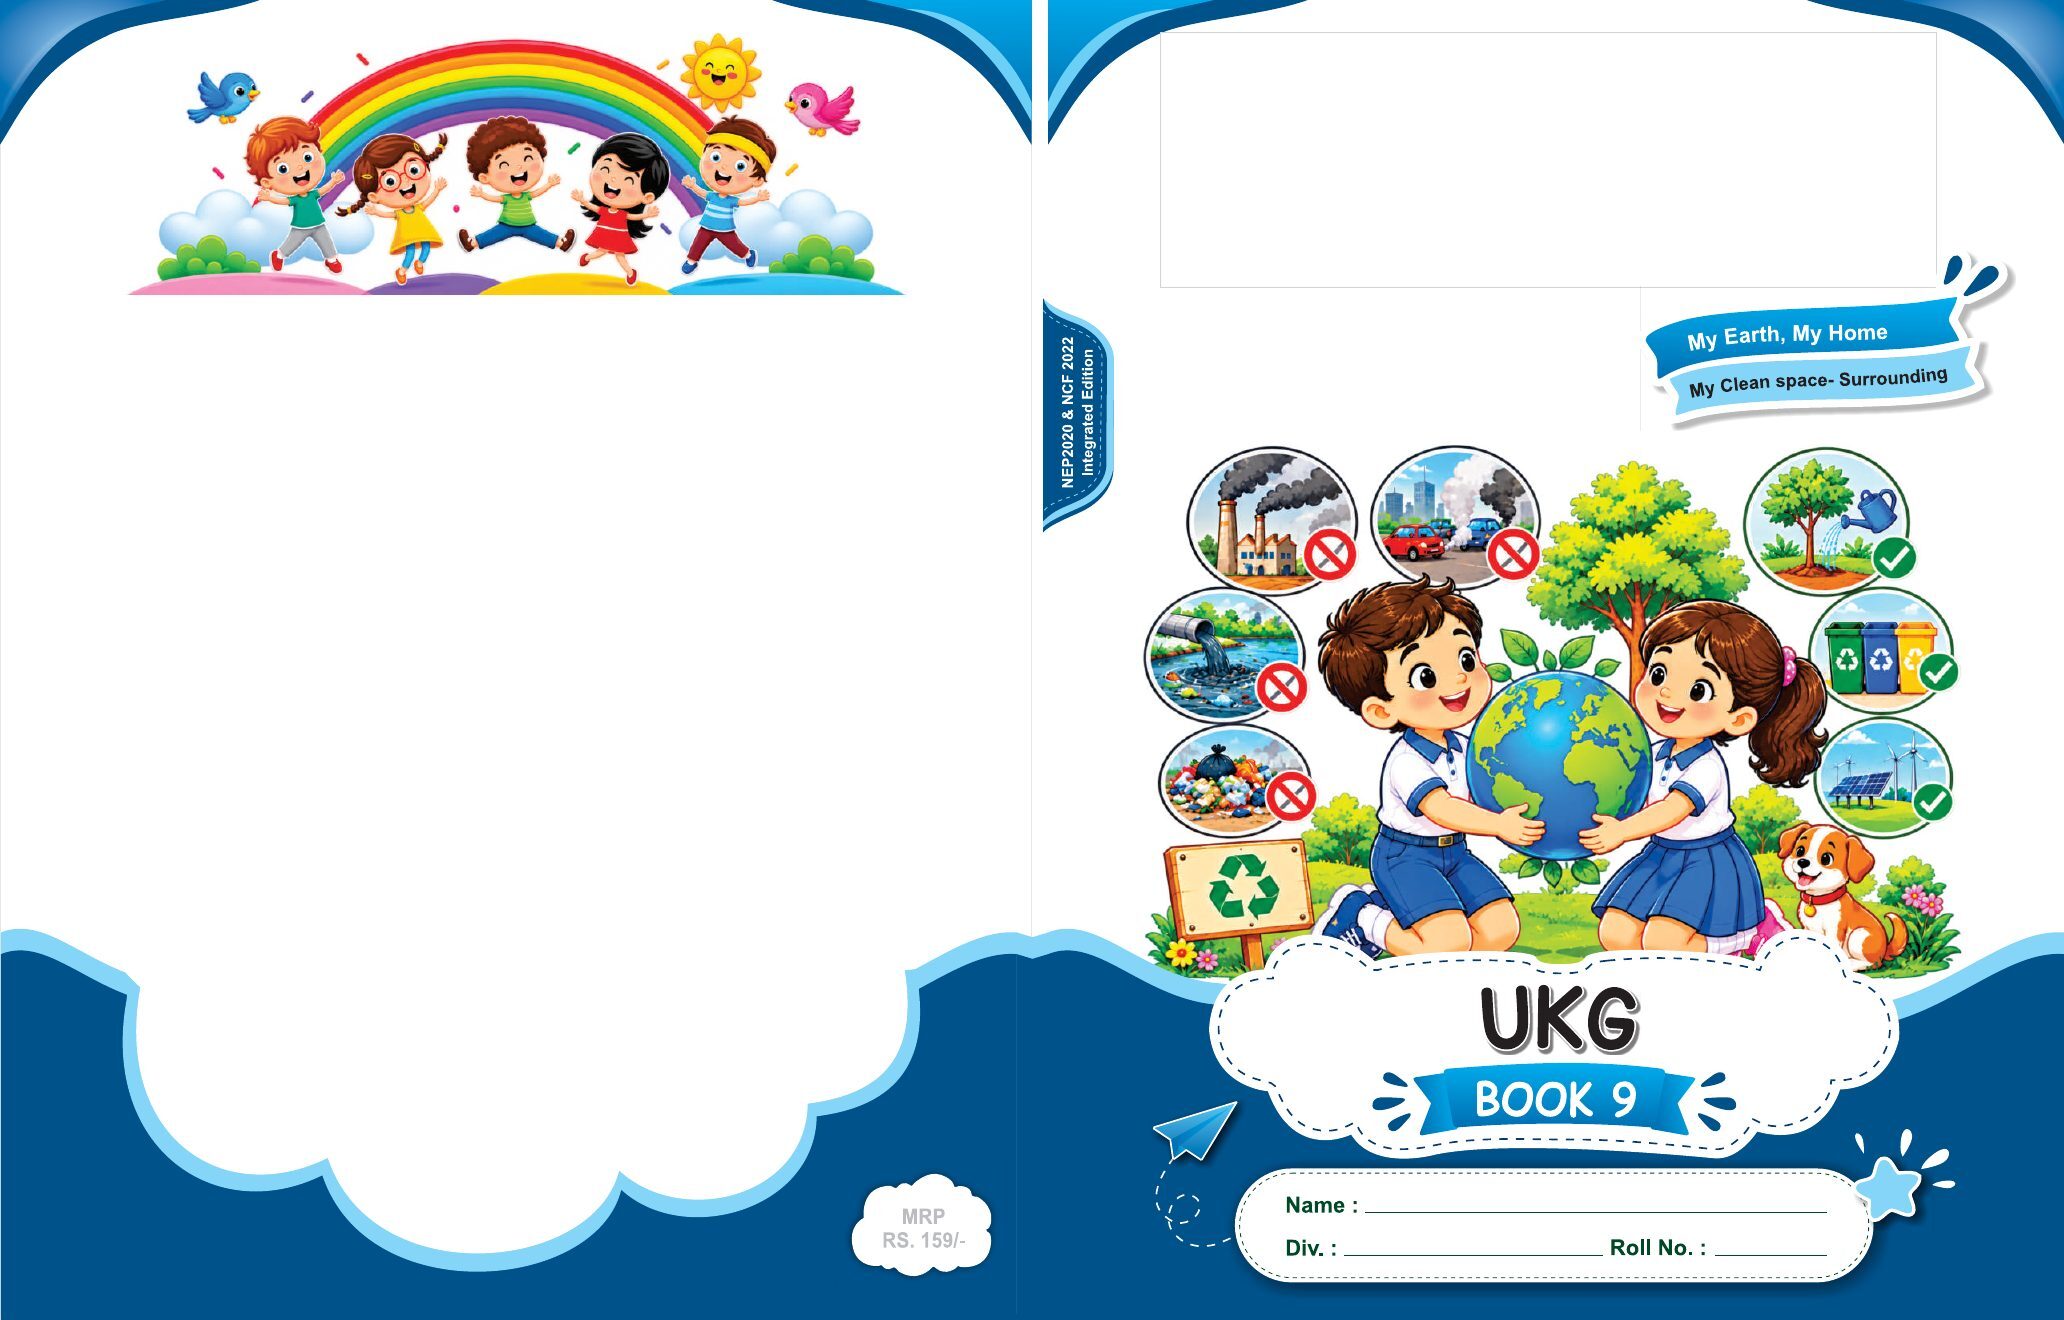 NEP2020 & NCF 2022
Integrated Edition
My Earth, My Home
My Clean space- Surrounding
UKG
BOOK 9
MRP
RS. 159/-
Name :
Div. : Roll No. :